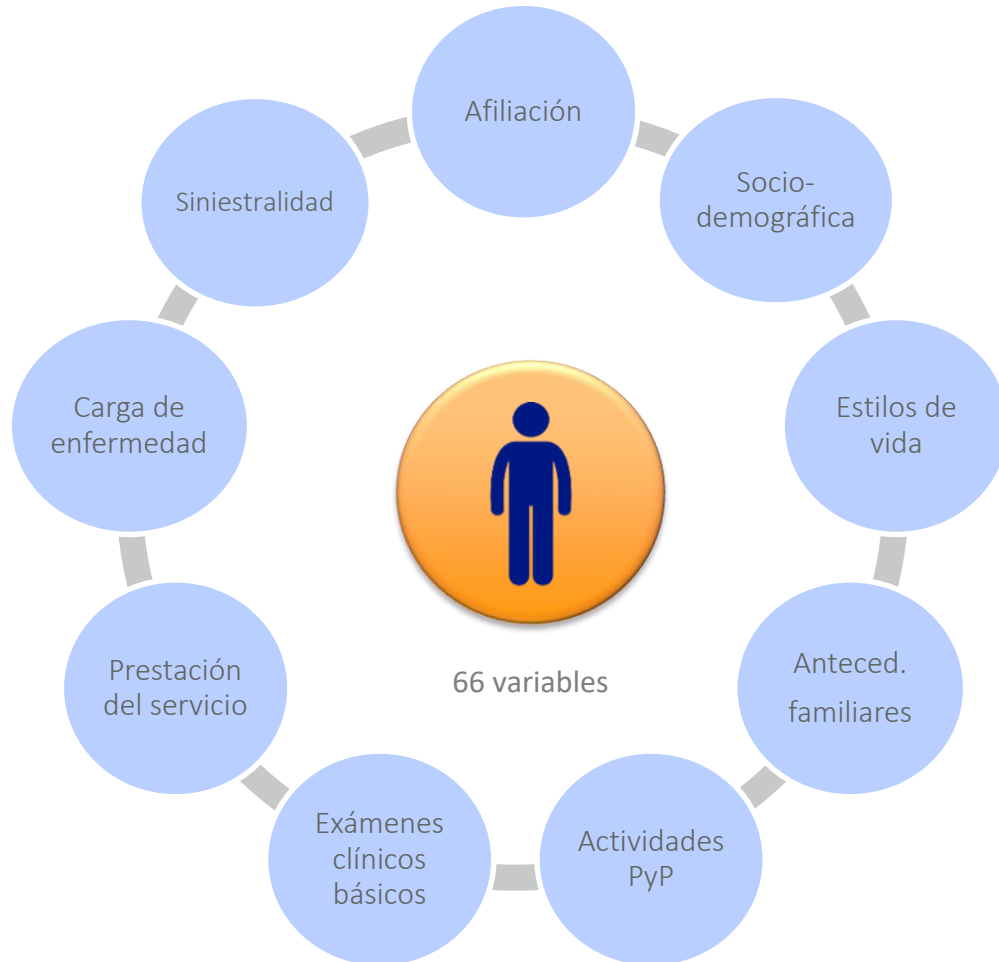 Afiliación
Socio-
demográfica
Estilos de
vida
Anteced.
familiares
Actividades
PyP
Exámenes
clínicos
básicos
Prestación
del servicio
Carga de
enfermedad
Siniestralidad
66 variables